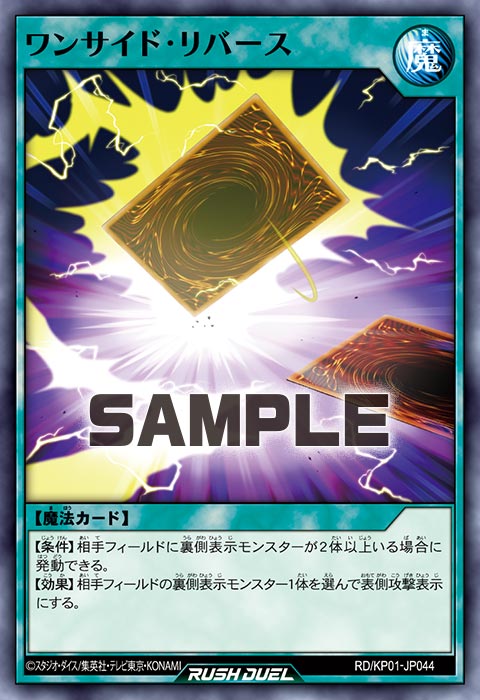 ワンサイド・リバース
魔
SAMPLE
【魔法カード】
【条件】相手フィールドに裏側表示モンスターが2体以上いる場合に
発動できる。
【効果】相手フィールドの裏側表示モンスター1体を選んで表側攻撃表示
にする。
©スタジオ・ダイス/集英社・テレビ東京・KONAMI
RUSH DUEL
RD/KP01-JP044